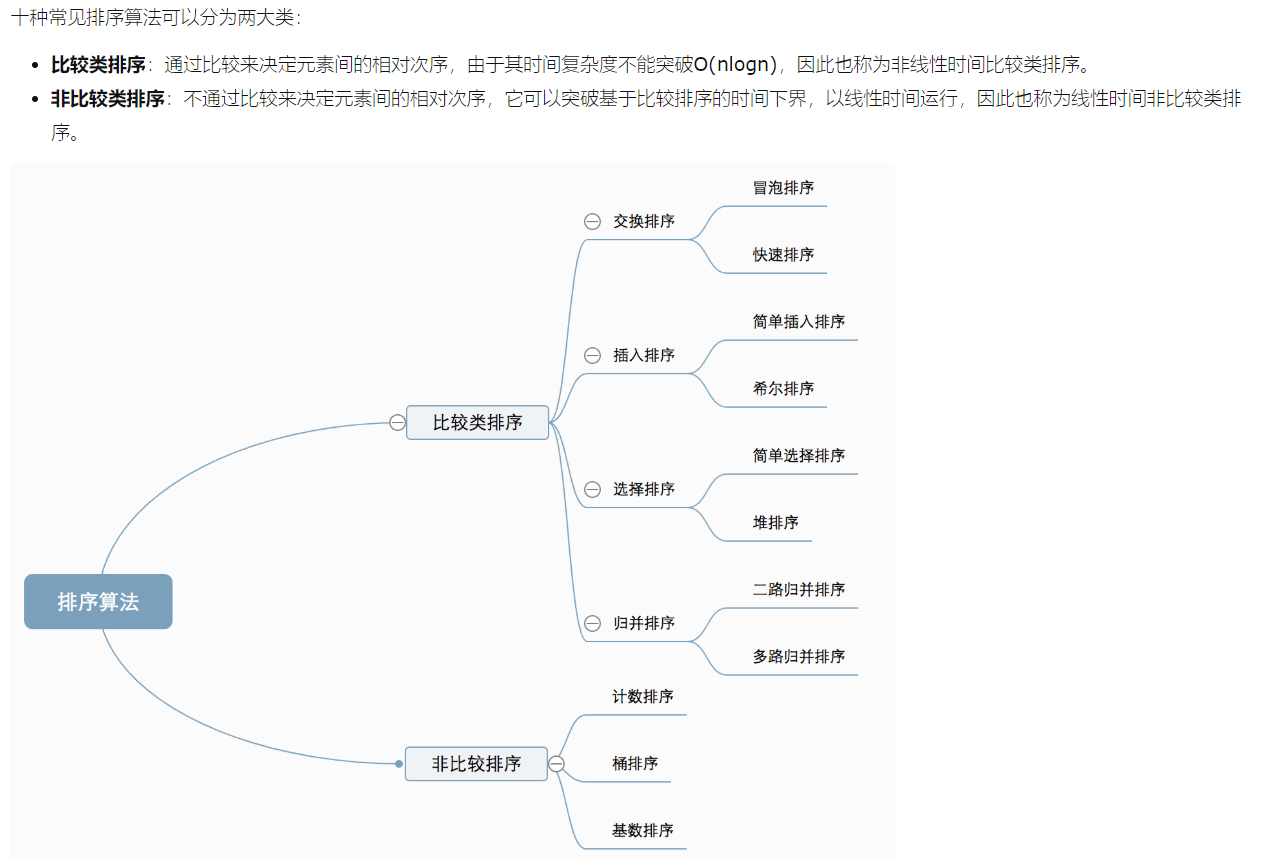 十种常见排序算法可以分为两大类：
比较类排序：通过比较来决定元素间的相对次序，由于其时间复杂度不能突破O(nlogn)，因此也称为非线性时间比较类排序。
非比较类排序：不通过比较来决定元素间的相对次序，它可以突破基于比较排序的时间下界，以线性时间运行，因此也称为线性时间非比较类排
序。
冒泡排序
交换排序
快速排序
简单插入排序
插入排序
希尔排序
比较类排序
简单选择排序
选择排序
堆排序
排序算法
二路归并排序
归并排序
多路归并排序
计数排序
非比较排序
桶排序
基数排序